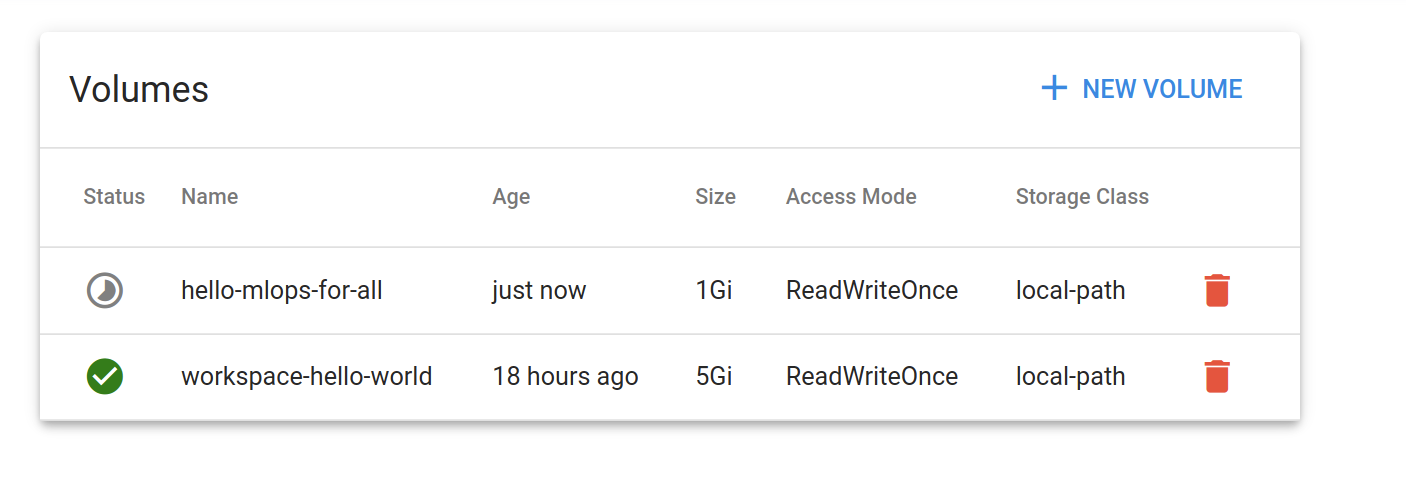 Volumes
NEW VOLUME
Status Name Age Size Access Mode Storage Class
hello-mlops-for-all just now 1Gi ReadWriteOnce local-path
workspace-hello-world 18 hours ago 5Gi ReadWriteOnce local-path